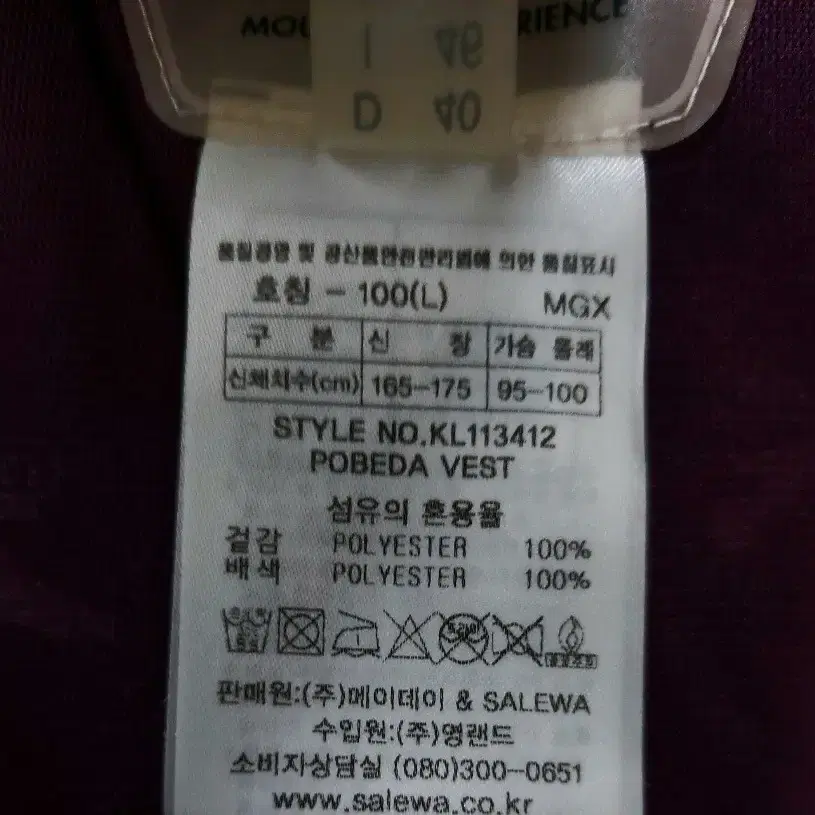 I 46
D 40
품질경영 및 공산품안전관리법에 의한 품질표시
호칭 - 100(L) MGX
구 분 신 장 가슴 둘레
신체치수(cm) 165-175 95-100
STYLE NO.KL113412
POBEDA VEST
섬유의 혼용율
겉감 POLYESTER 100%
배색 POLYESTER 100%
판매원:(주)메이데이 & SALEWA
수입원:(주)영랜드
소비자상담실 (080)300-0651
www.salewa.co.kr